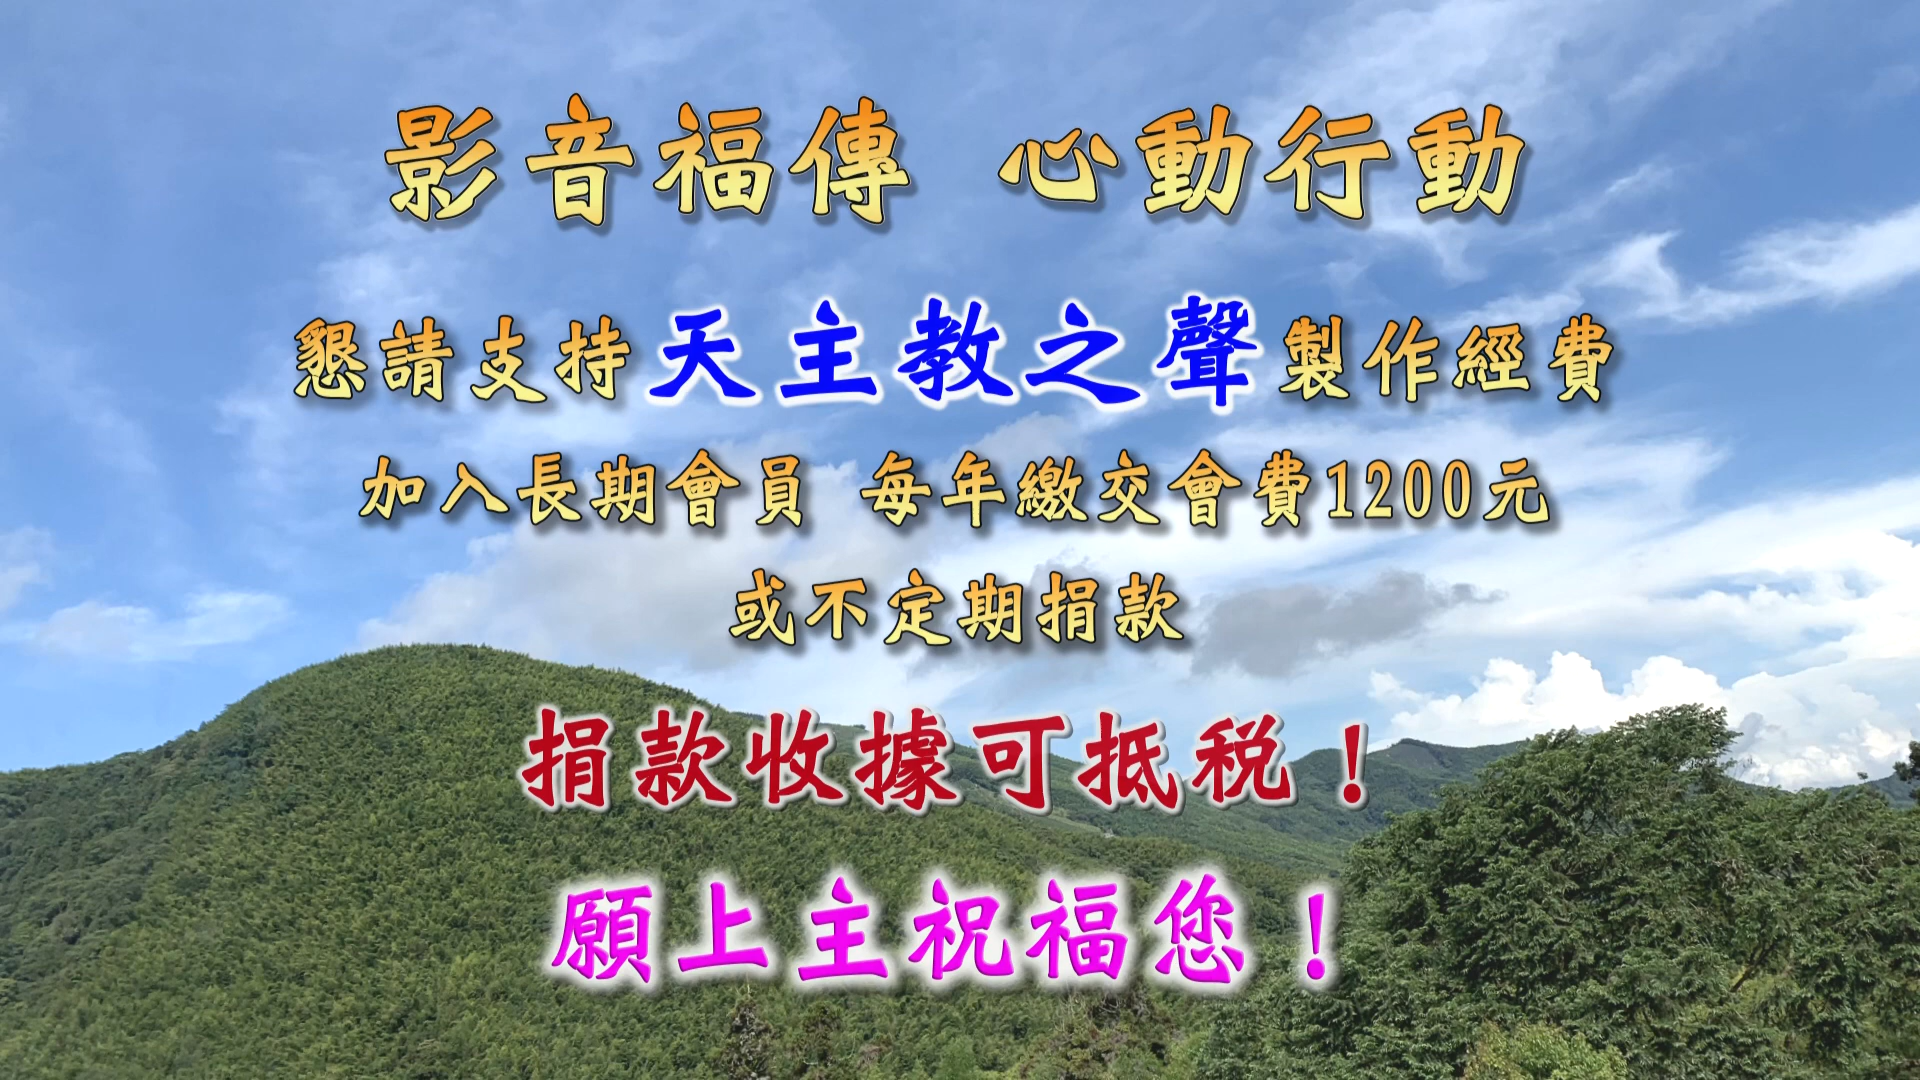 影音福傳 心動行動
懇請支持天主教之聲製作經費
加入長期會員 每年繳交會費1200元
或不定期捐款
捐款收據可抵稅！
願上主祝福您！